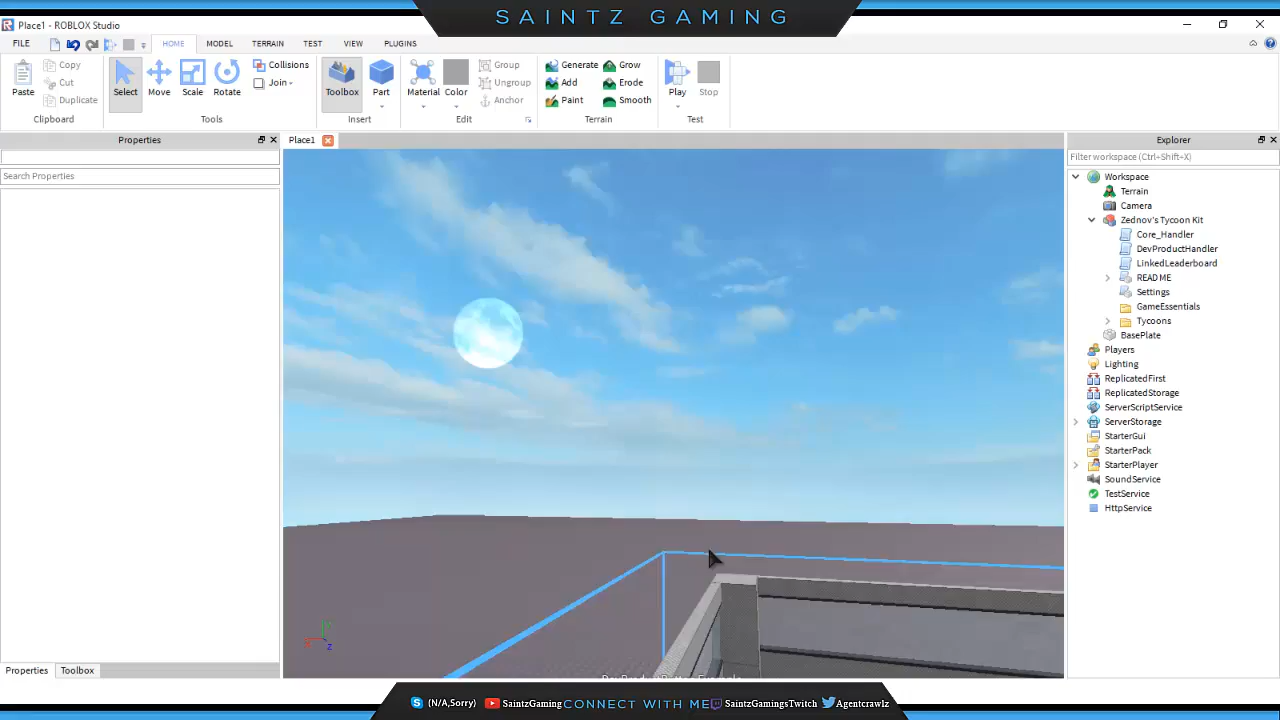 SAINTZ GAMING
Place1 - ROBLOX Studio
FILE
HOME
MODEL
TERRAIN
TEST
VIEW
PLUGINS
Paste
Copy
Cut
Duplicate
Clipboard
Select
Move
Scale
Rotate
Collisions
Join
Tools
Toolbox
Part
Insert
Material
Color
Group
Ungroup
Anchor
Edit
Generate
Add
Paint
Grow
Erode
Smooth
Terrain
Play
Stop
Test
Properties
Search Properties
Place1
Explorer
Filter workspace (Ctrl+Shift+X)
Workspace
Terrain
Camera
Zednov's Tycoon Kit
Core_Handler
DevProductHandler
LinkedLeaderboard
README
Settings
GameEssentials
Tycoons
BasePlate
Players
Lighting
ReplicatedFirst
ReplicatedStorage
ServerScriptService
ServerStorage
StarterGui
StarterPack
StarterPlayer
SoundService
TestService
HttpService
Properties
Toolbox
(N/A,Sorry)
SaintzGaming
CONNECT WITH ME
SaintzGamingsTwitch
Agentcrawlz